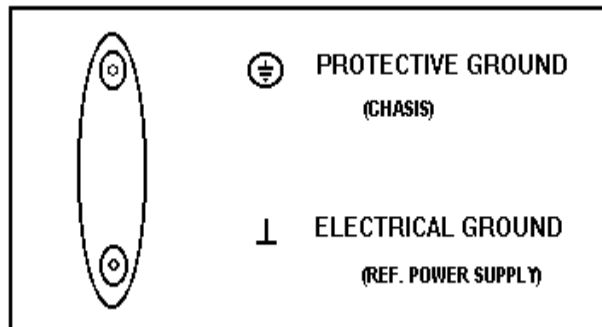 PROTECTIVE GROUND
(CHASIS)
ELECTRICAL GROUND
(REF. POWER SUPPLY)